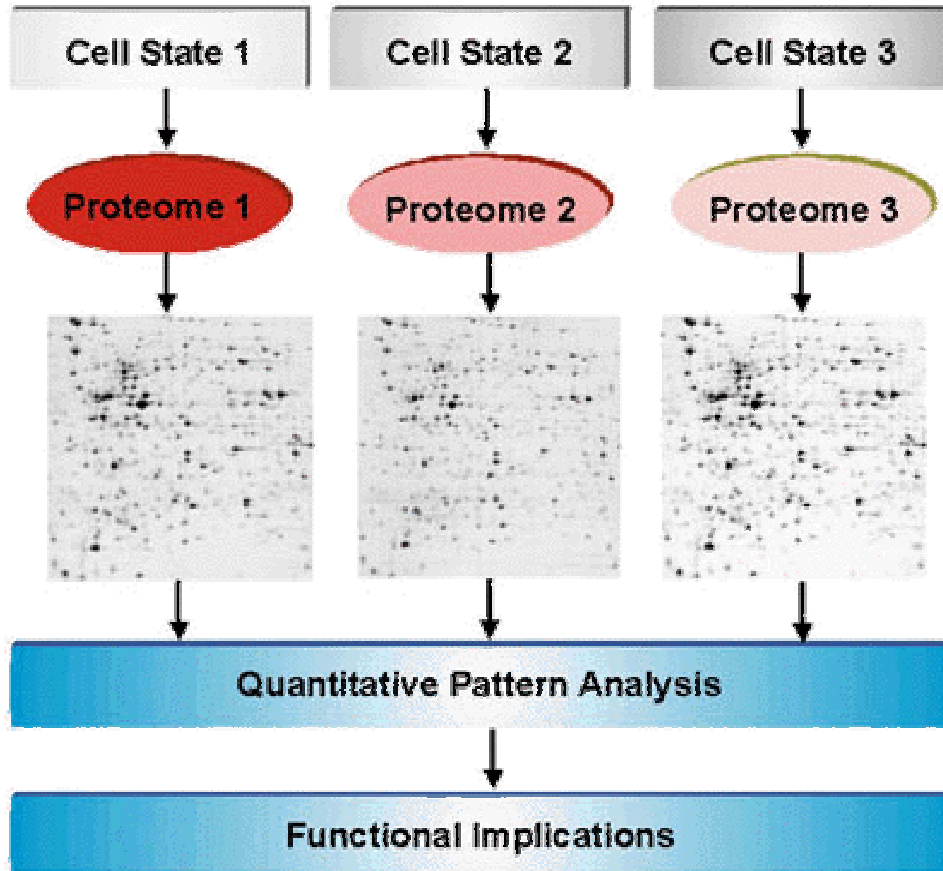 Cell State 1
Cell State 2
Cell State 3
Proteome 1
Proteome 2
Proteome 3
Quantitative Pattern Analysis
Functional Implications